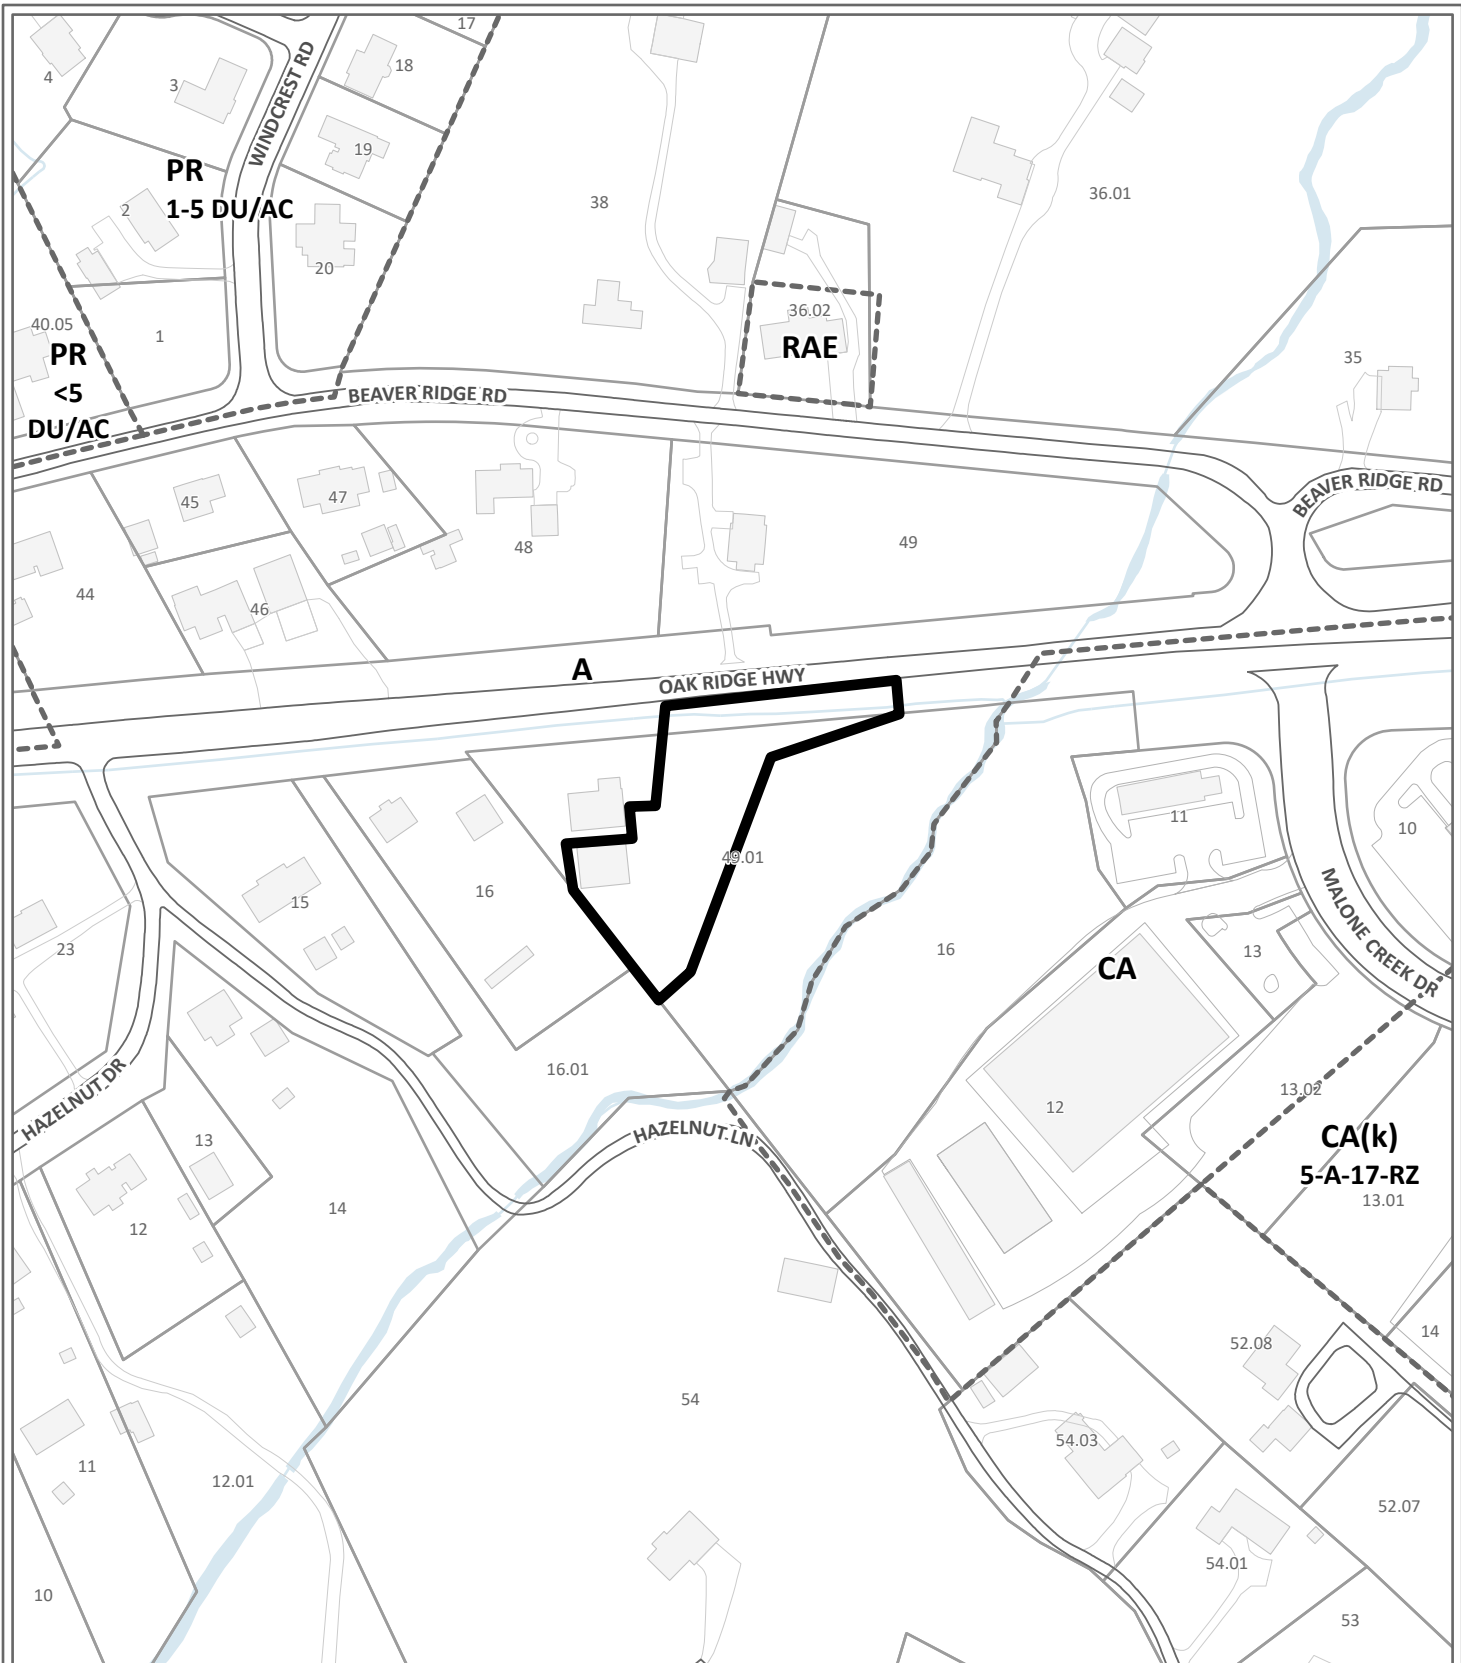 17
4
3
18
WINDCREST RD
19
PR
1-5 DU/AC
2
20
38
36.01
40.05
1
36.02
RAE
PR
<5
DU/AC
35
BEAVER RIDGE RD
BEAVER RIDGE RD
45
47
48
49
44
46
A
OAK RIDGE HWY
11
10
49.01
16
15
16
23
13
MALONE CREEK DR
CA
16.01
HAZELNUT DR
13
12
13.02
HAZELNUT LN
CA(k)
5-A-17-RZ
13.01
14
12
14
52.08
54
54.03
11
12.01
52.07
54.01
10
53